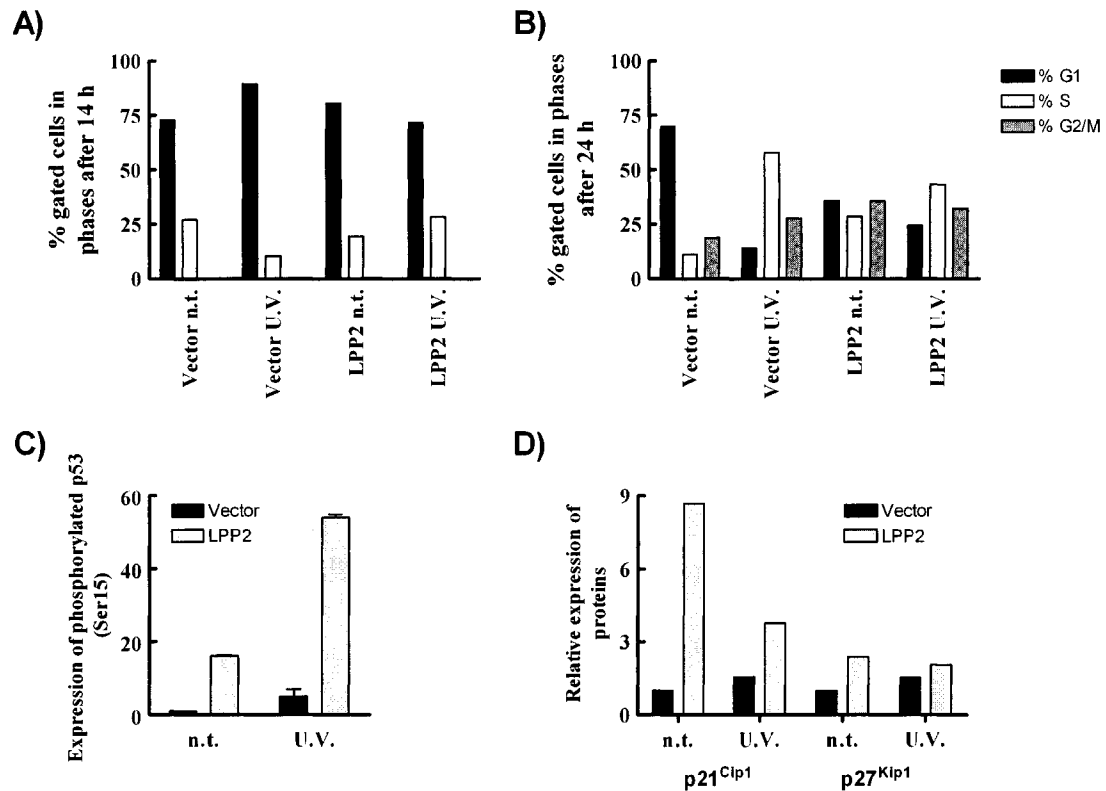 A)
% gated cells in
phases after 14 h
100
75
50
25
0
Vector n.t.
Vector U.V.
LPP2 n.t.
LPP2 U.V.
B)
% gated cells in phases
after 24 h
100
75
50
25
0
Vector n.t.
Vector U.V.
LPP2 n.t.
LPP2 U.V.
% G1
% S
% G2/M
C)
Expression of phosphorylated p53
(Ser15)
60
40
20
0
Vector
LPP2
n.t.
U.V.
D)
Relative expression of
proteins
9
6
3
0
Vector
LPP2
n.t.
U.V.
n.t.
U.V.
p21Cip1
p27Kip1